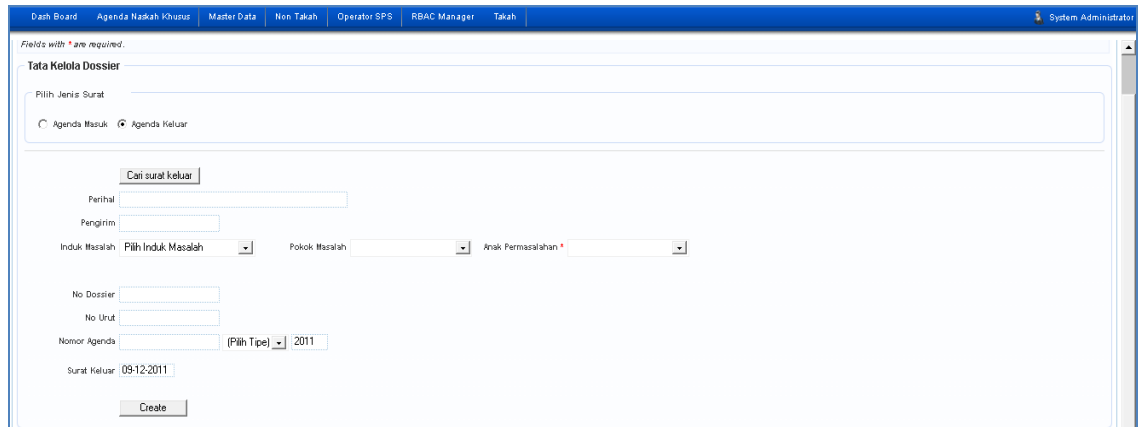 Dash Board Agenda Naskah Khusus Master Data Non Takah Operator SPS RBAC Manager Takah System Administrator
Fields with * are required.
Tata Kelola Dossier
Pilih Jenis Surat
Agenda Masuk Agenda Keluar
Cari surat keluar
Perihal
Pengirim
Induk Masalah Pilih Induk Masalah Pokok Masalah Anak Permasalahan *
No Dossier
No Urut
Nomor Agenda (Pilih Tipe) 2011
Surat Keluar 09-12-2011
Create